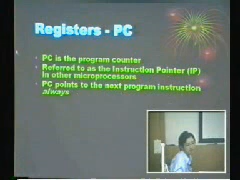 Registers - PC
PC is the program counter
Referred to as the Instruction Pointer (IP)
in other microprocessors
PC points to the next program instruction
always